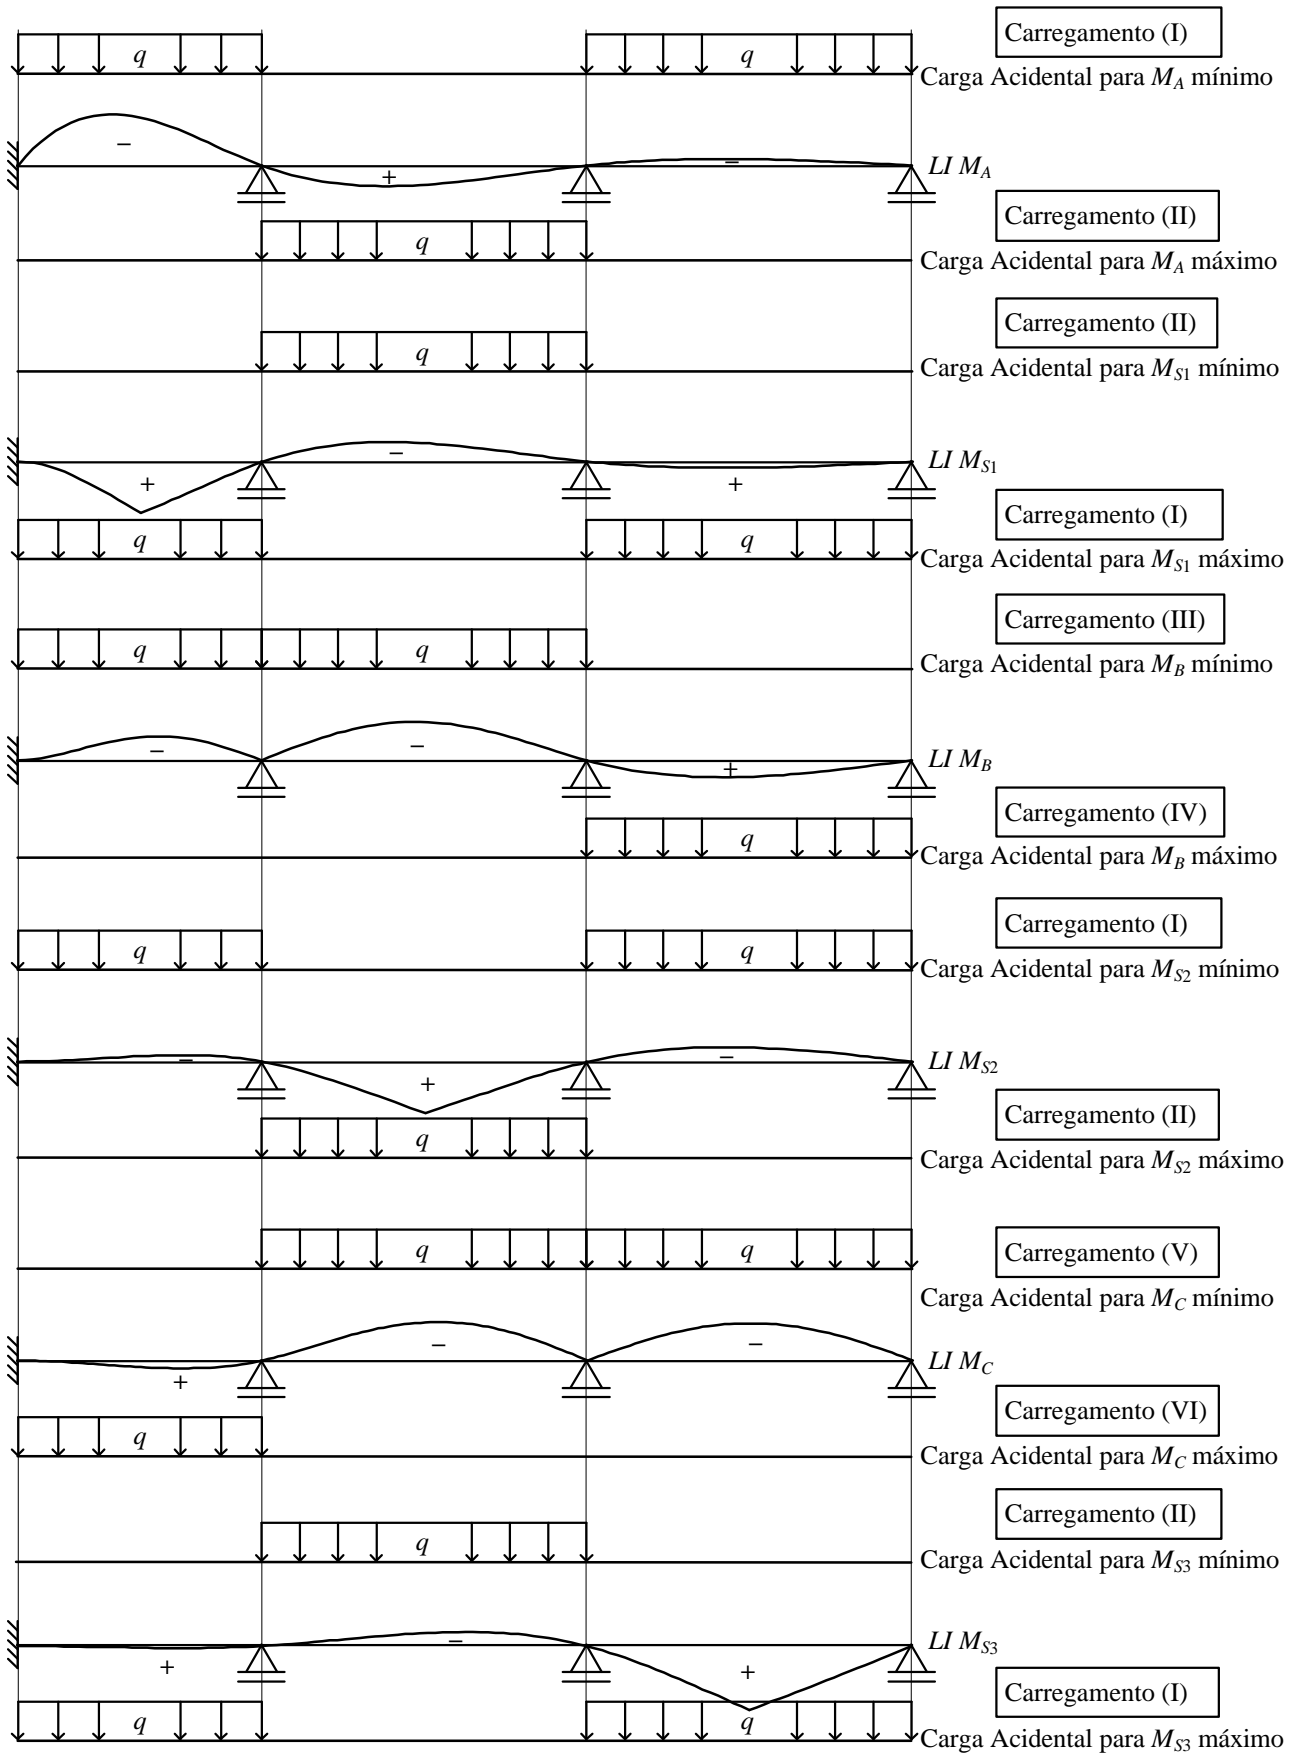 q q Carregamento (I)
Carga Acidental para M_A mínimo
− + − LI M_A
q Carregamento (II)
Carga Acidental para M_A máximo
q Carregamento (II)
Carga Acidental para M_S1 mínimo
+ − + LI M_S1
q q Carregamento (I)
Carga Acidental para M_S1 máximo
q q Carregamento (III)
Carga Acidental para M_B mínimo
− − + LI M_B
q Carregamento (IV)
Carga Acidental para M_B máximo
q q Carregamento (I)
Carga Acidental para M_S2 mínimo
− + − LI M_S2
q Carregamento (II)
Carga Acidental para M_S2 máximo
q q Carregamento (V)
Carga Acidental para M_C mínimo
+ − − LI M_C
q Carregamento (VI)
Carga Acidental para M_C máximo
q Carregamento (II)
Carga Acidental para M_S3 mínimo
+ − + LI M_S3
q q Carregamento (I)
Carga Acidental para M_S3 máximo